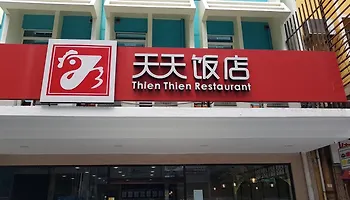 天天饭店
Thien Thien Restaurant